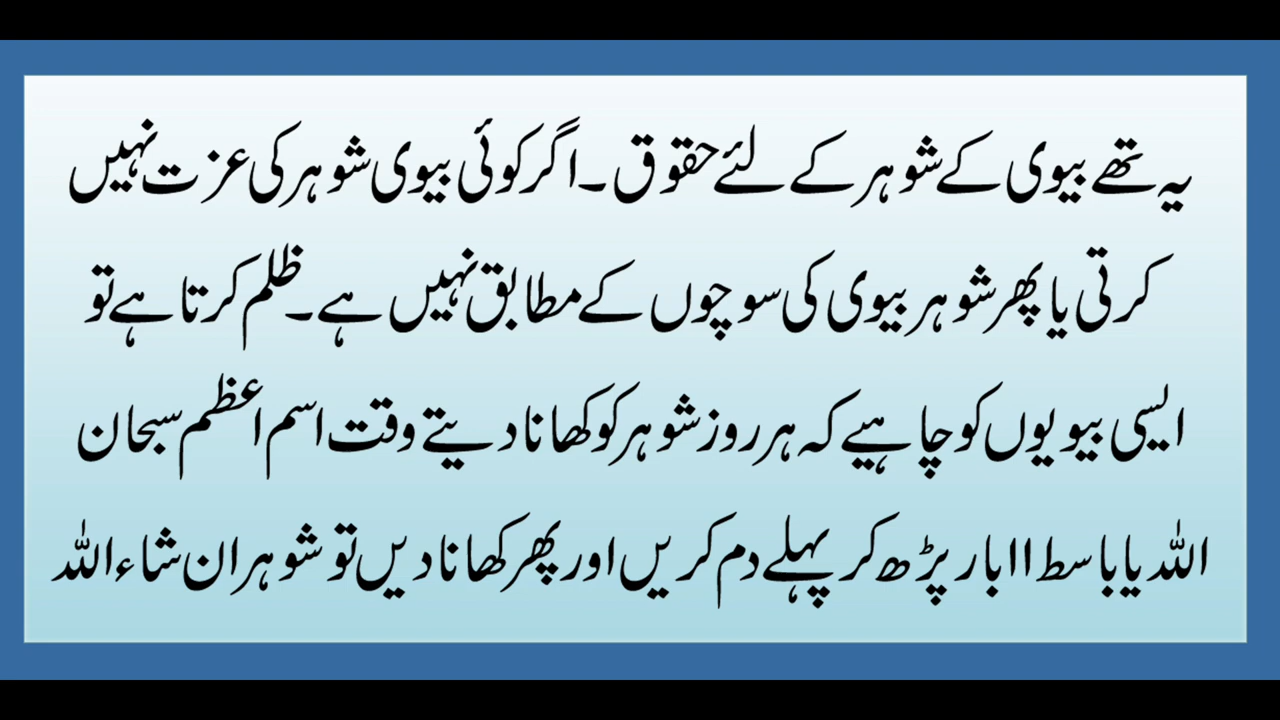 یہ تھے بیوی کے شوہر کے لئے حقوق۔ اگر کوئی بیوی شوہر کی عزت نہیں
کرتی یا پھر شوہر بیوی کی سوچوں کے مطابق نہیں ہے۔ ظلم کرتا ہے تو
ایسی بیویوں کو چاہیے کہ ہر روز شوہر کو کھانا دیتے وقت اسم اعظم سبحان
اللہ یا باسط اا بار پڑھ کر پہلے دم کریں اور پھر کھانا دیں تو شوہر ان شاء اللہ